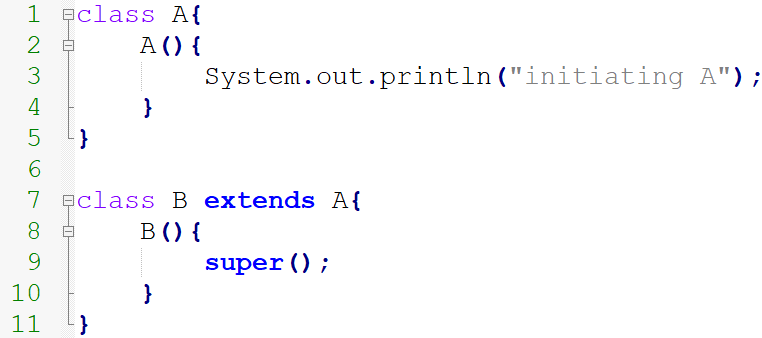 1 class A{
2 A(){
3 System.out.println("initiating A");
4 }
5 }
6
7 class B extends A{
8 B(){
9 super();
10 }
11 }